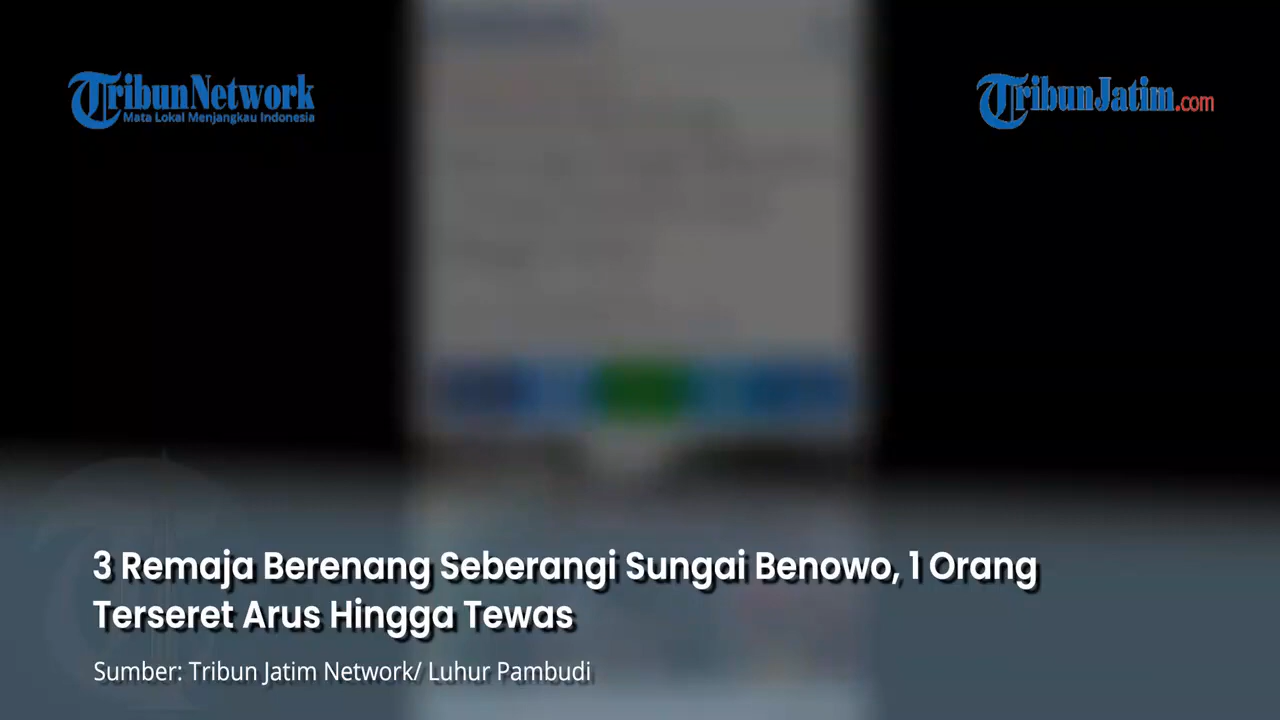 TribunNetwork
Mata Lokal Menjangkau Indonesia
TribunJatim.com
3 Remaja Berenang Seberangi Sungai Benowo, 1 Orang
Terseret Arus Hingga Tewas
Sumber: Tribun Jatim Network/ Luhur Pambudi